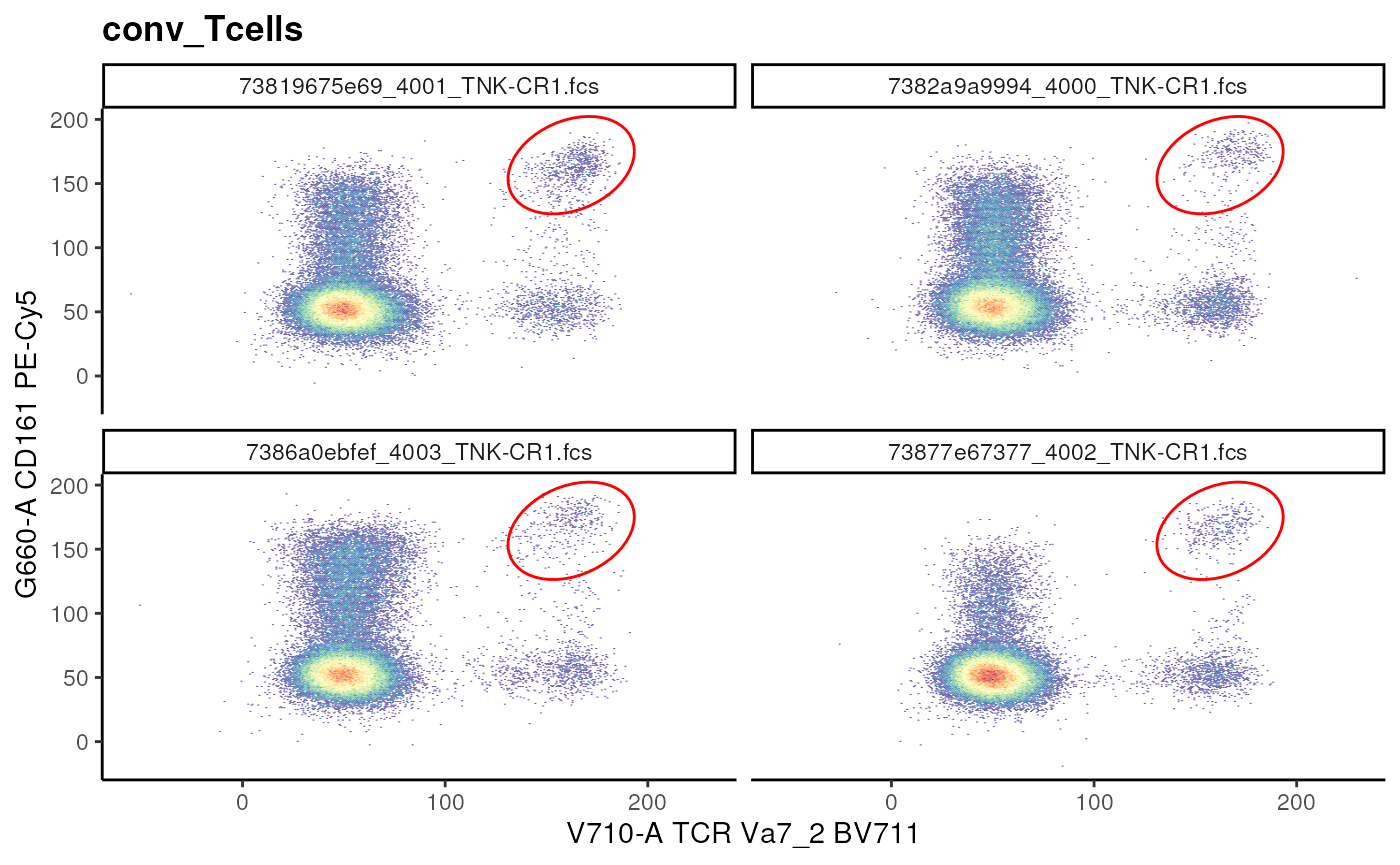 conv_Tcells
73819675e69_4001_TNK-CR1.fcs
7382a9a9994_4000_TNK-CR1.fcs
200
150
100
50
0
7386a0ebfef_4003_TNK-CR1.fcs
73877e67377_4002_TNK-CR1.fcs
200
150
100
50
0
0 100 200
0 100 200
V710-A TCR Va7_2 BV711
G660-A CD161 PE-Cy5